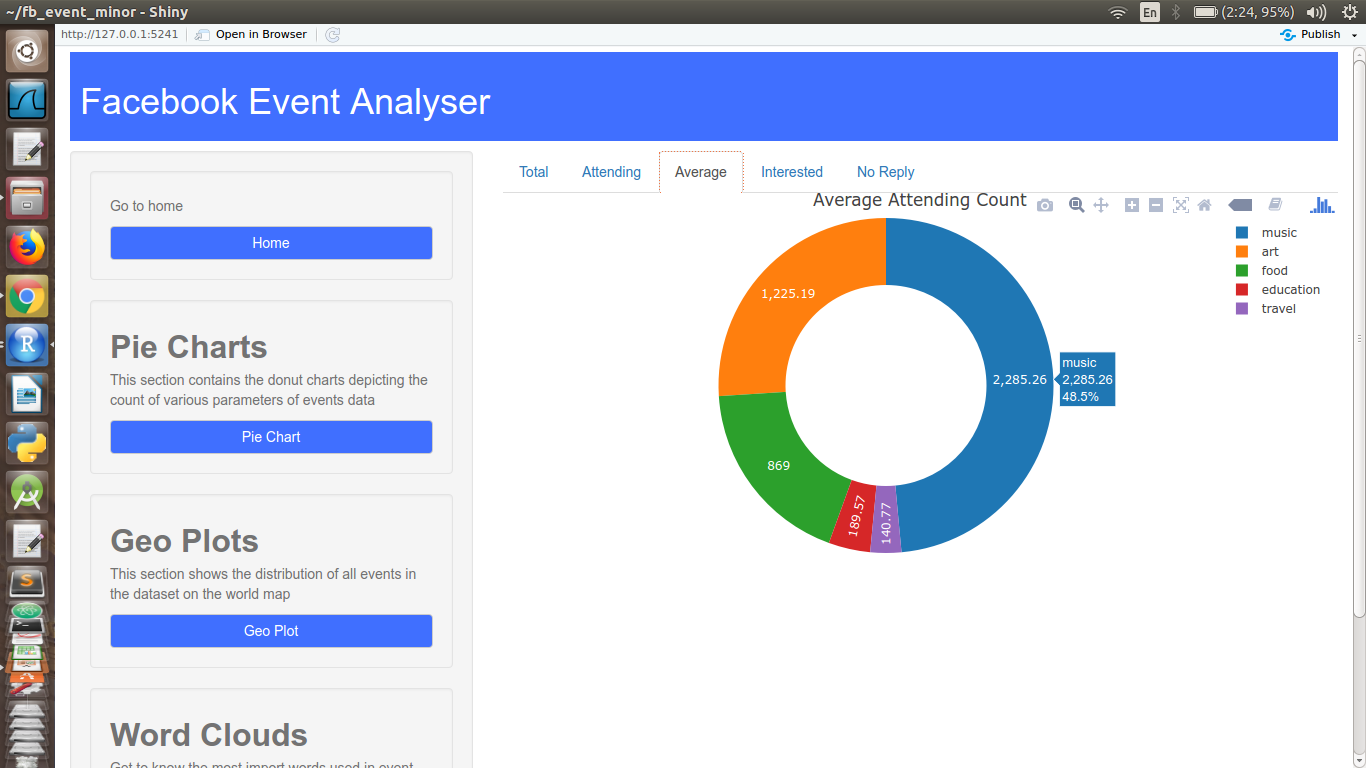 ~/fb_event_minor - Shiny
En
(2:24, 95%)
http://127.0.0.1:5241
Open in Browser
Publish
Facebook Event Analyser
Go to home
Home
Pie Charts
This section contains the donut charts depicting the
count of various parameters of events data
Pie Chart
Geo Plots
This section shows the distribution of all events in
the dataset on the world map
Geo Plot
Word Clouds
Got to know the most import words used in event
Total
Attending
Average
Interested
No Reply
Average Attending Count
music
art
food
education
travel
1,225.19
2,285.26
music
2,285.26
48.5%
869
189.57
140.77